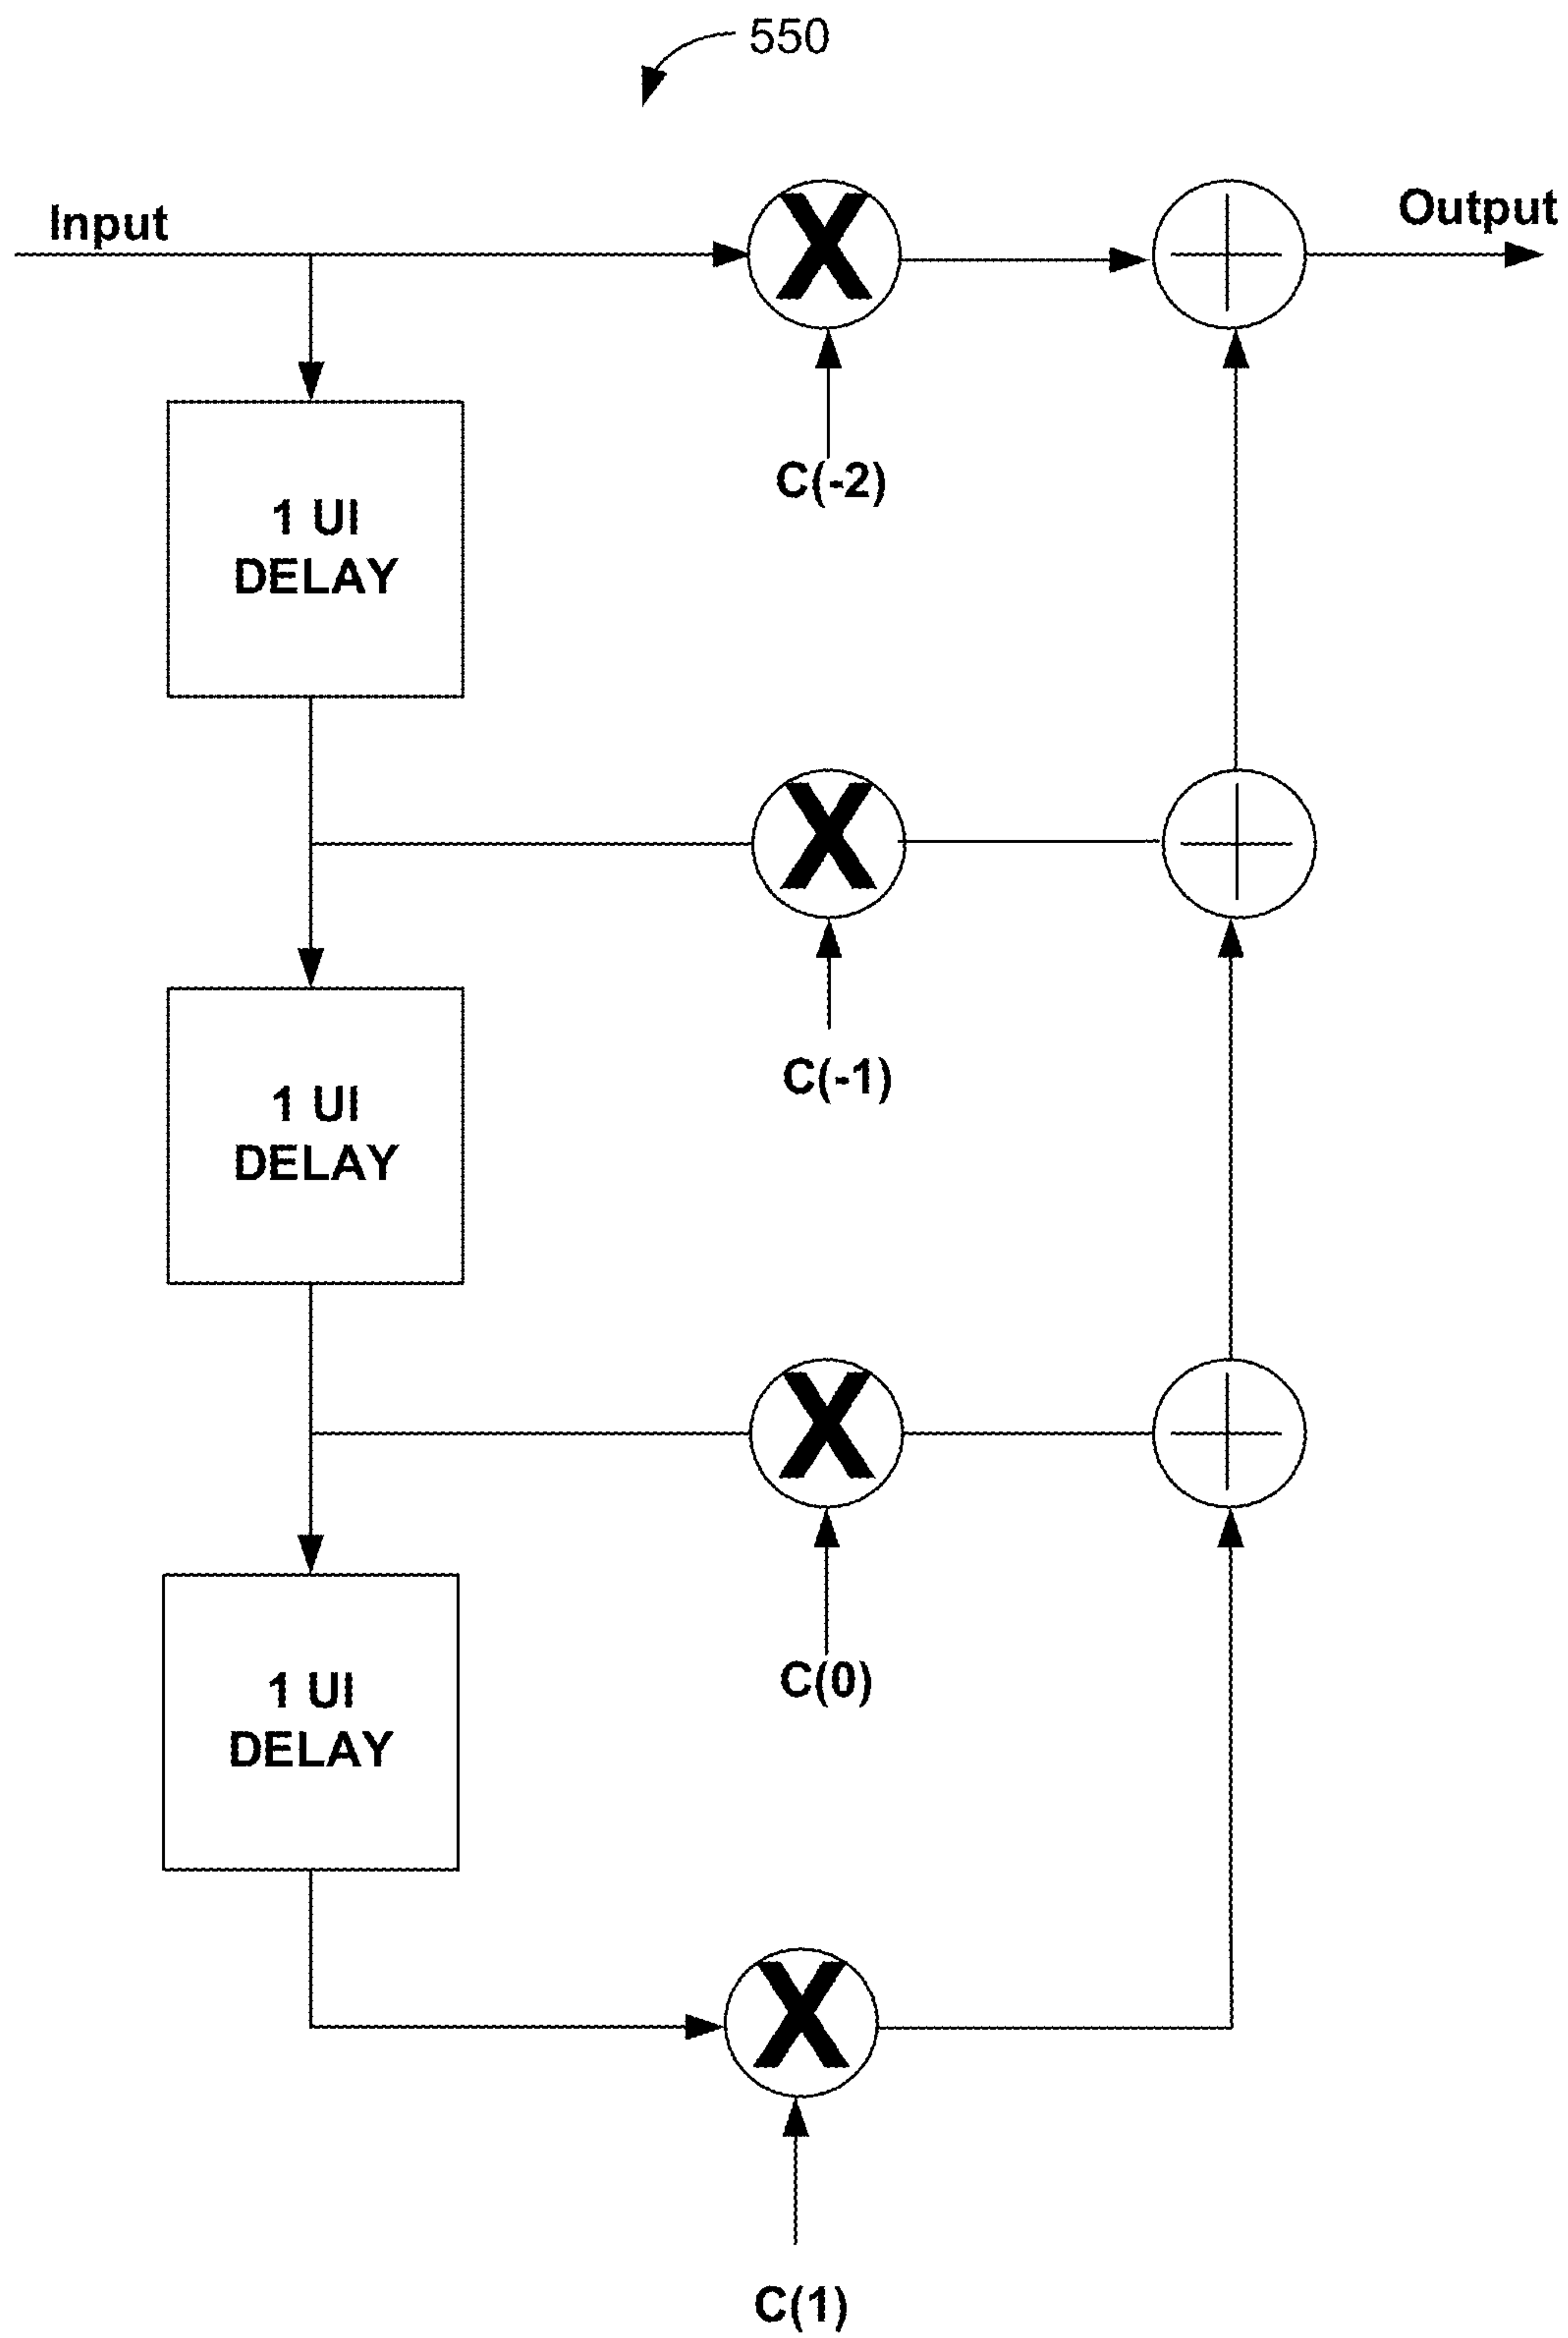 550
Input
Output
C(-2)
1 UI
DELAY
C(-1)
1 UI
DELAY
C(0)
1 UI
DELAY
C(1)